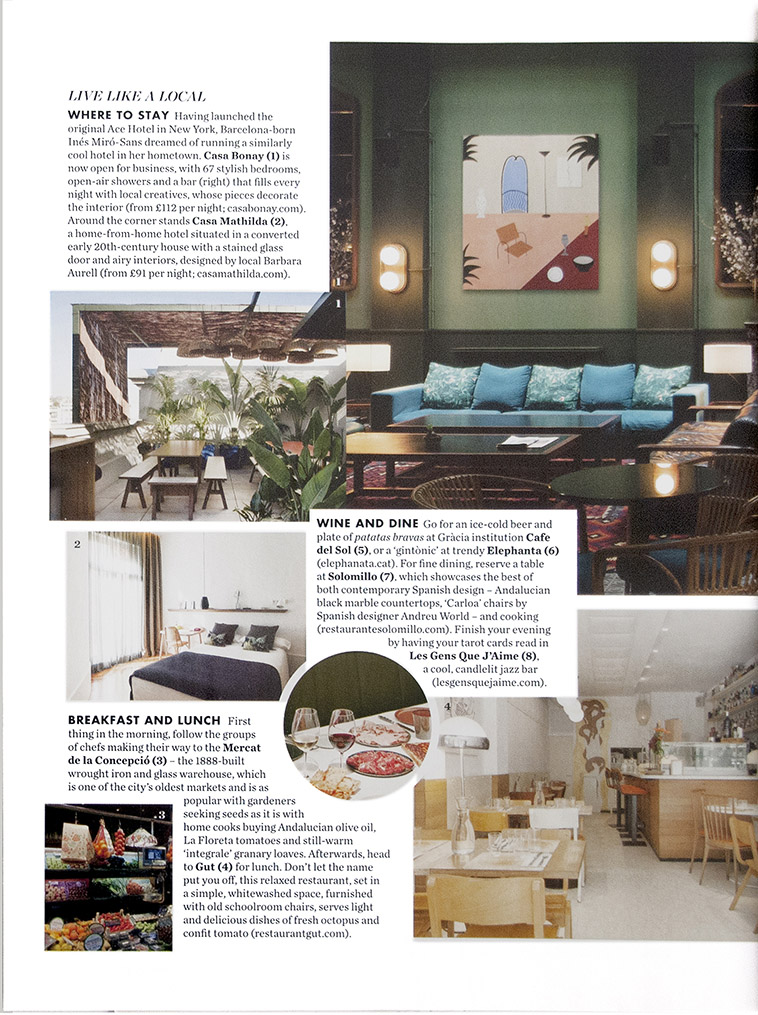 LIVE LIKE A LOCAL
WHERE TO STAY Having launched the
original Ace Hotel in New York, Barcelona-born
Inés Miró-Sans dreamed of running a similarly
cool hotel in her hometown. Casa Bonay (1) is
now open for business, with 67 stylish bedrooms,
open-air showers and a bar (right) that fills every
night with local creatives, whose pieces decorate
the interior (from £112 per night; casabonay.com).
Around the corner stands Casa Mathilda (2),
a home-from-home hotel situated in a converted
early 20th-century house with a stained glass
door and airy interiors, designed by local Barbara
Aurell (from £91 per night; casamathilda.com).
1
1
2
WINE AND DINE Go for an ice-cold beer and
plate of patatas bravas at Gràcia institution Cafe
del Sol (5), or a ‘gintònic’ at trendy Elephanta (6)
(elephanata.cat). For fine dining, reserve a table
at Solomillo (7), which showcases the best of
both contemporary Spanish design – Andalucian
black marble countertops, ‘Carloa’ chairs by
Spanish designer Andreu World – and cooking
(restaurantesolomillo.com). Finish your evening
by having your tarot cards read in
Les Gens Que J’Aime (8),
a cool, candlelit jazz bar
(lesgensquejaime.com).
4
BREAKFAST AND LUNCH First
thing in the morning, follow the groups
of chefs making their way to the Mercat
de la Concepció (3) – the 1888-built
wrought iron and glass warehouse, which
is one of the city’s oldest markets and is as
popular with gardeners
seeking seeds as it is with
home cooks buying Andalucian olive oil,
La Floreta tomatoes and still-warm
‘integrale’ granary loaves. Afterwards, head
to Gut (4) for lunch. Don’t let the name
put you off, this relaxed restaurant, set in
a simple, whitewashed space, furnished
with old schoolroom chairs, serves light
and delicious dishes of fresh octopus and
confit tomato (restaurantgut.com).
3